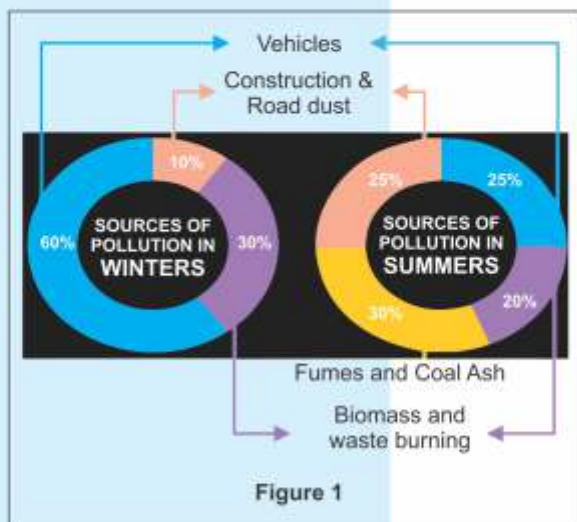 Vehicles
Construction &
Road dust
10%
60%
30%
SOURCES OF
POLLUTION IN
WINTERS
25%
25%
30%
20%
SOURCES OF
POLLUTION IN
SUMMERS
Fumes and Coal Ash
Biomass and
waste burning
Figure 1